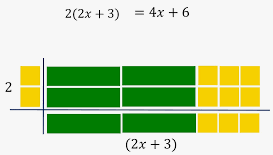 2(2x + 3) = 4x + 6
2
(2x + 3)